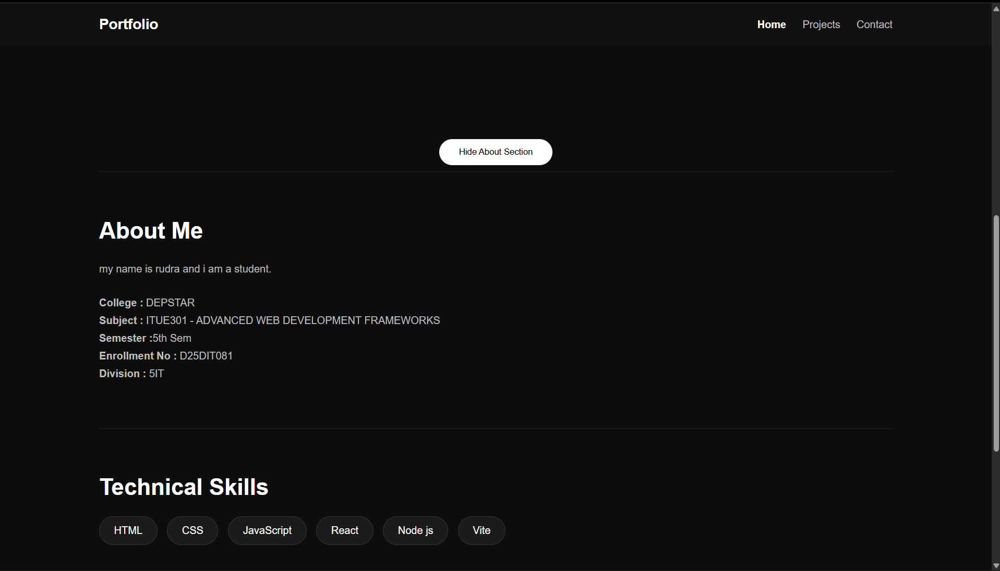 Portfolio
Home Projects Contact
Hide About Section
About Me
my name is rudra and i am a student.
College : DEPSTAR
Subject : ITUE301 - ADVANCED WEB DEVELOPMENT FRAMEWORKS
Semester :5th Sem
Enrollment No : D25DIT081
Division : 5IT
Technical Skills
HTML CSS JavaScript React Node js Vite